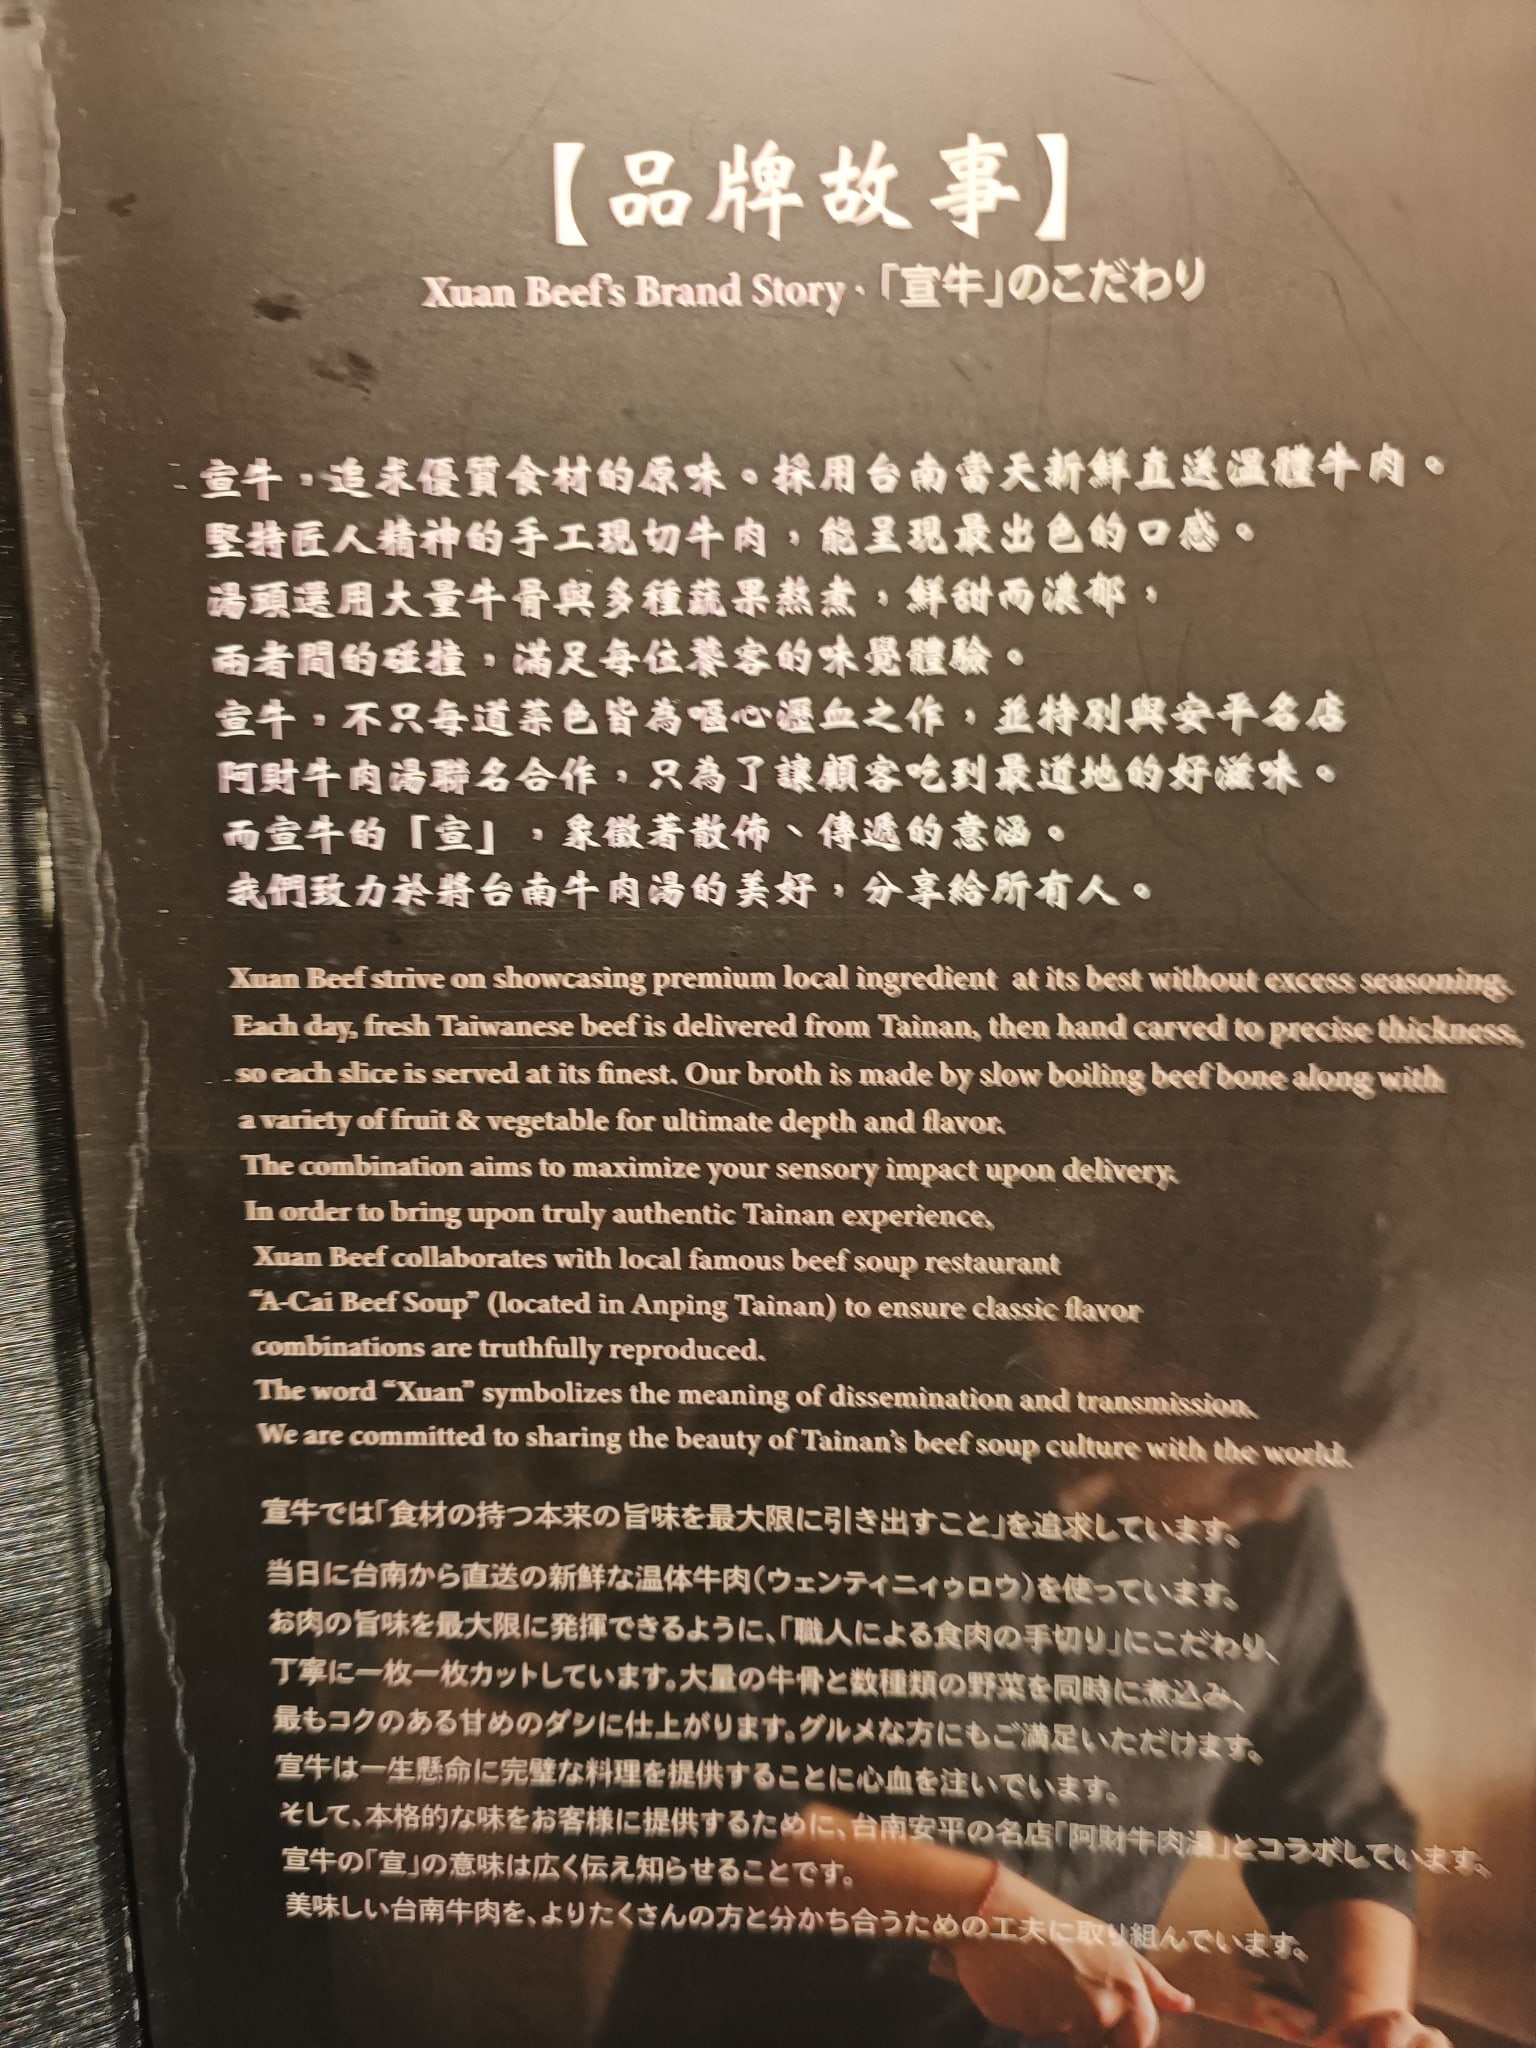 【品牌故事】
Xuan Beef's Brand Story、「宣牛」のこだわり
宣牛，追求優質食材的原味。採用台南當天新鮮直送溫體牛肉。
堅持匠人精神的手工現切牛肉，能呈現最出色的口感。
湯頭選用大量牛骨與多種蔬果熬煮，鮮甜而濃郁，
兩者間的碰撞，滿足每位饕客的味覺體驗。
宣牛，不只每道菜色皆為嘔心瀝血之作，並特別與安平名店
阿財牛肉湯聯名合作，只為了讓顧客吃到最道地的好滋味。
而宣牛的「宣」，象徵著散佈、傳遞的意涵。
我們致力於將台南牛肉湯的美好，分享給所有人。
Xuan Beef strive on showcasing premium local ingredient at its best without excess seasoning.
Each day, fresh Taiwanese beef is delivered from Tainan, then hand carved to precise thickness,
so each slice is served at its finest. Our broth is made by slow boiling beef bone along with
a variety of fruit & vegetable for ultimate depth and flavor.
The combination aims to maximize your sensory impact upon delivery.
In order to bring upon truly authentic Tainan experience,
Xuan Beef collaborates with local famous beef soup restaurant
“A-Cai Beef Soup” (located in Anping Tainan) to ensure classic flavor
combinations are truthfully reproduced.
The word “Xuan” symbolizes the meaning of dissemination and transmission.
We are committed to sharing the beauty of Tainan's beef soup culture with the world.
宣牛では「食材の持つ本来の旨味を最大限に引き出すこと」を追求しています。
当日に台南から直送の新鮮な温体牛肉（ウェンティニィゥロウ）を使っています。
お肉の旨味を最大限に発揮できるように、「職人による食肉の手切り」にこだわり、
丁寧に一枚一枚カットしています。大量の牛骨と数種類の野菜を同時に煮込み、
最もコクのある甘めのダシに仕上がります。グルメな方にもご満足いただけます。
宣牛は一生懸命に完璧な料理を提供することに心血を注いでいます。
そして、本格的な味をお客様に提供するために、台南安平の名店「阿財牛肉湯」とコラボしています。
宣牛の「宣」の意味は広く伝え知らせることです。
美味しい台南牛肉を、よりたくさんの方と分かち合うための工夫に取り組んでいます。